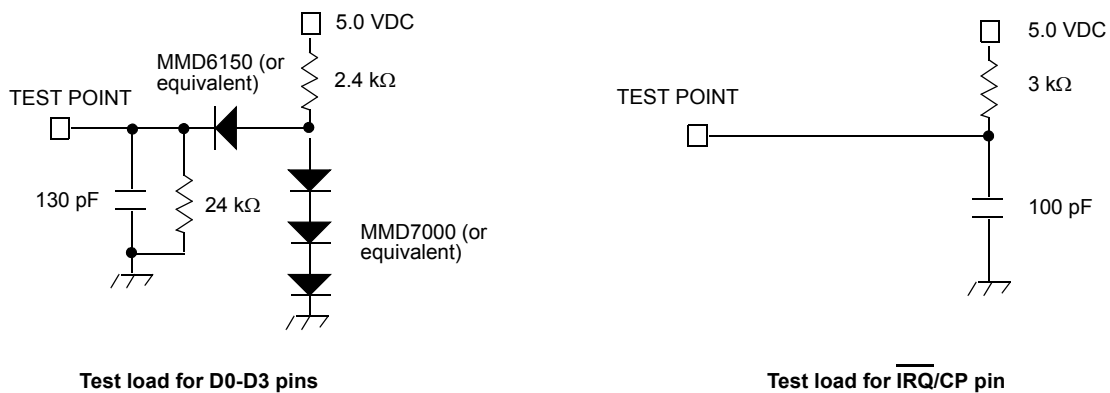 5.0 VDC
MMD6150 (or
equivalent)
2.4 kΩ
TEST POINT
130 pF
24 kΩ
MMD7000 (or
equivalent)
Test load for D0-D3 pins
5.0 VDC
3 kΩ
TEST POINT
100 pF
Test load for I̅R̅Q̅/CP pin